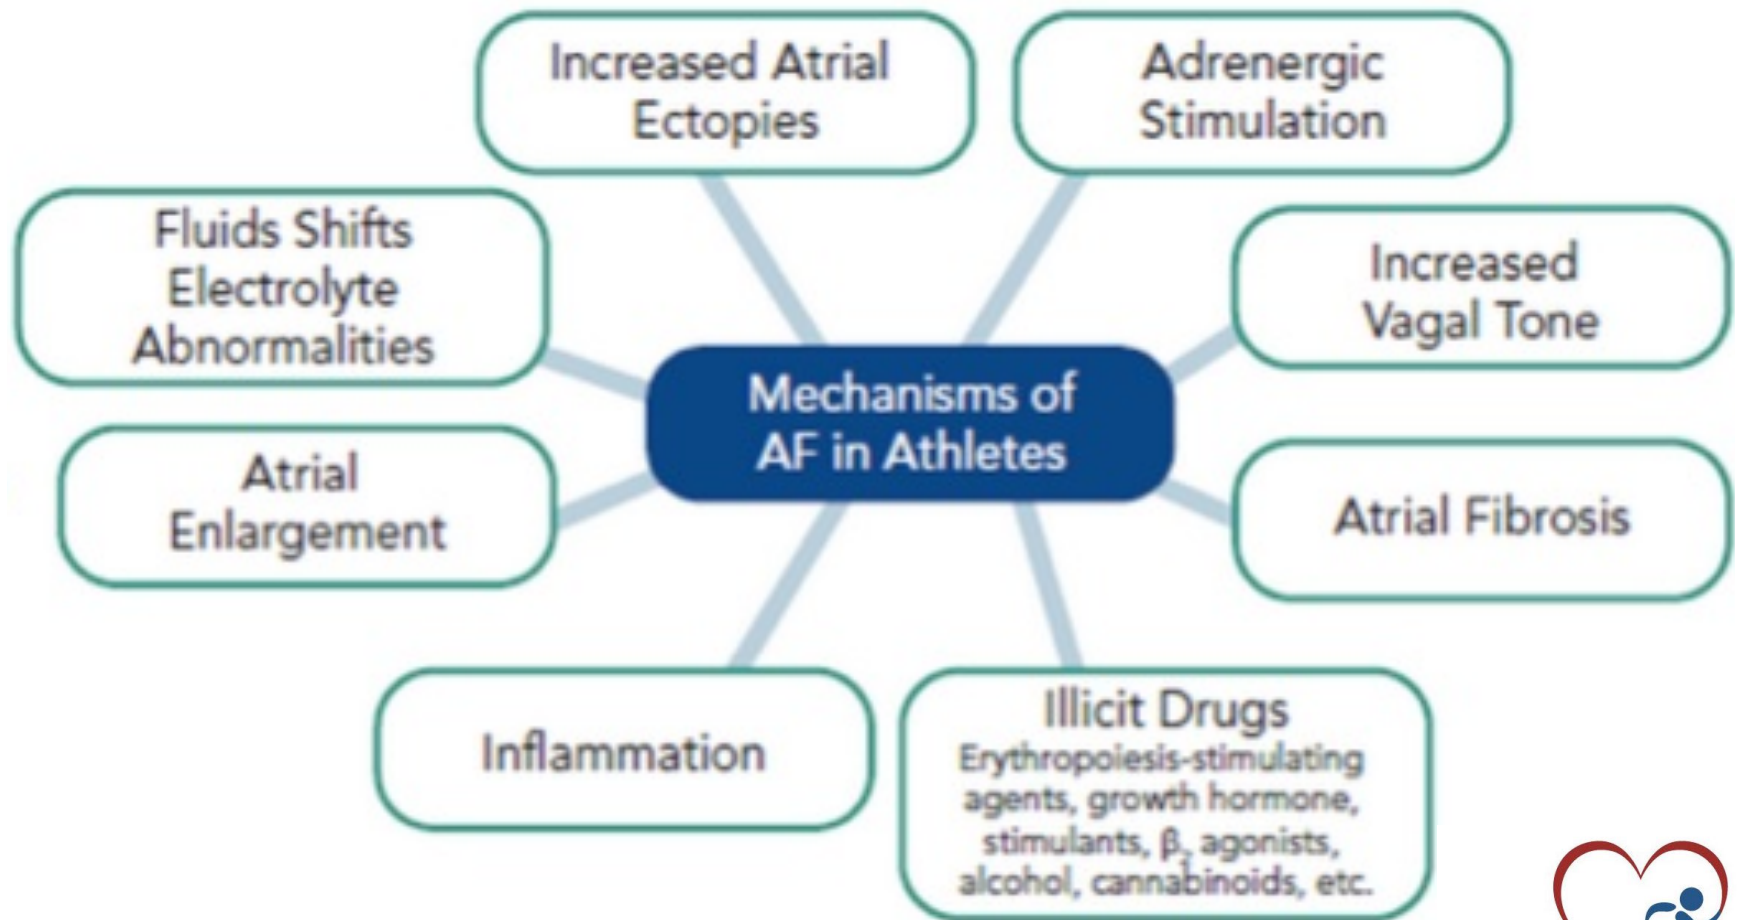 Increased Atrial
Ectopies
Adrenergic
Stimulation
Fluids Shifts
Electrolyte
Abnormalities
Increased
Vagal Tone
Mechanisms of
AF in Athletes
Atrial
Enlargement
Atrial Fibrosis
Inflammation
Illicit Drugs
Erythropoiesis-stimulating
agents, growth hormone,
stimulants, β₂ agonists,
alcohol, cannabinoids, etc.